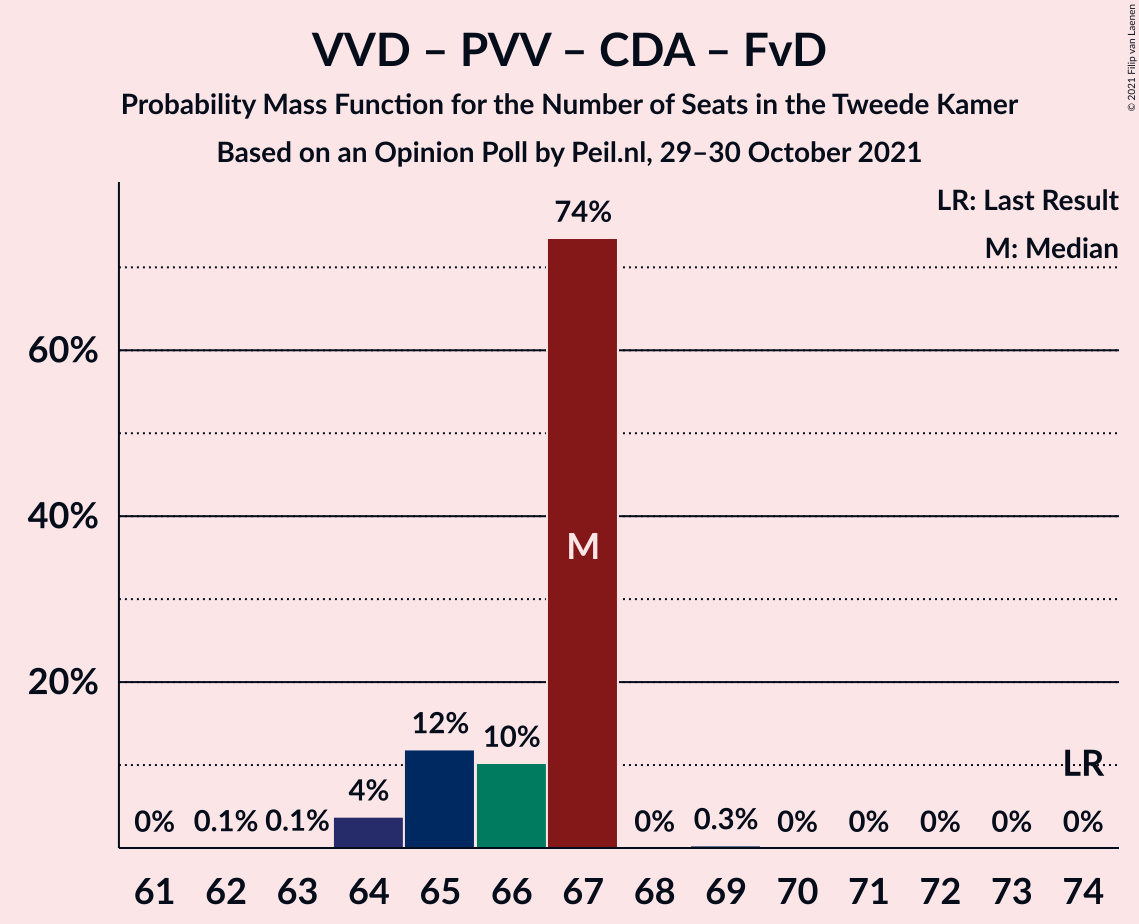 VVD – PVV – CDA – FvD
Probability Mass Function for the Number of Seats in the Tweede Kamer
Based on an Opinion Poll by Peil.nl, 29–30 October 2021
© 2021 Filip van Laenen
LR: Last Result
M: Median
60%
40%
20%
0% 0.1% 0.1% 4% 12% 10% 74% 0% 0.3% 0% 0% 0% 0% 0%
M
LR
61 62 63 64 65 66 67 68 69 70 71 72 73 74